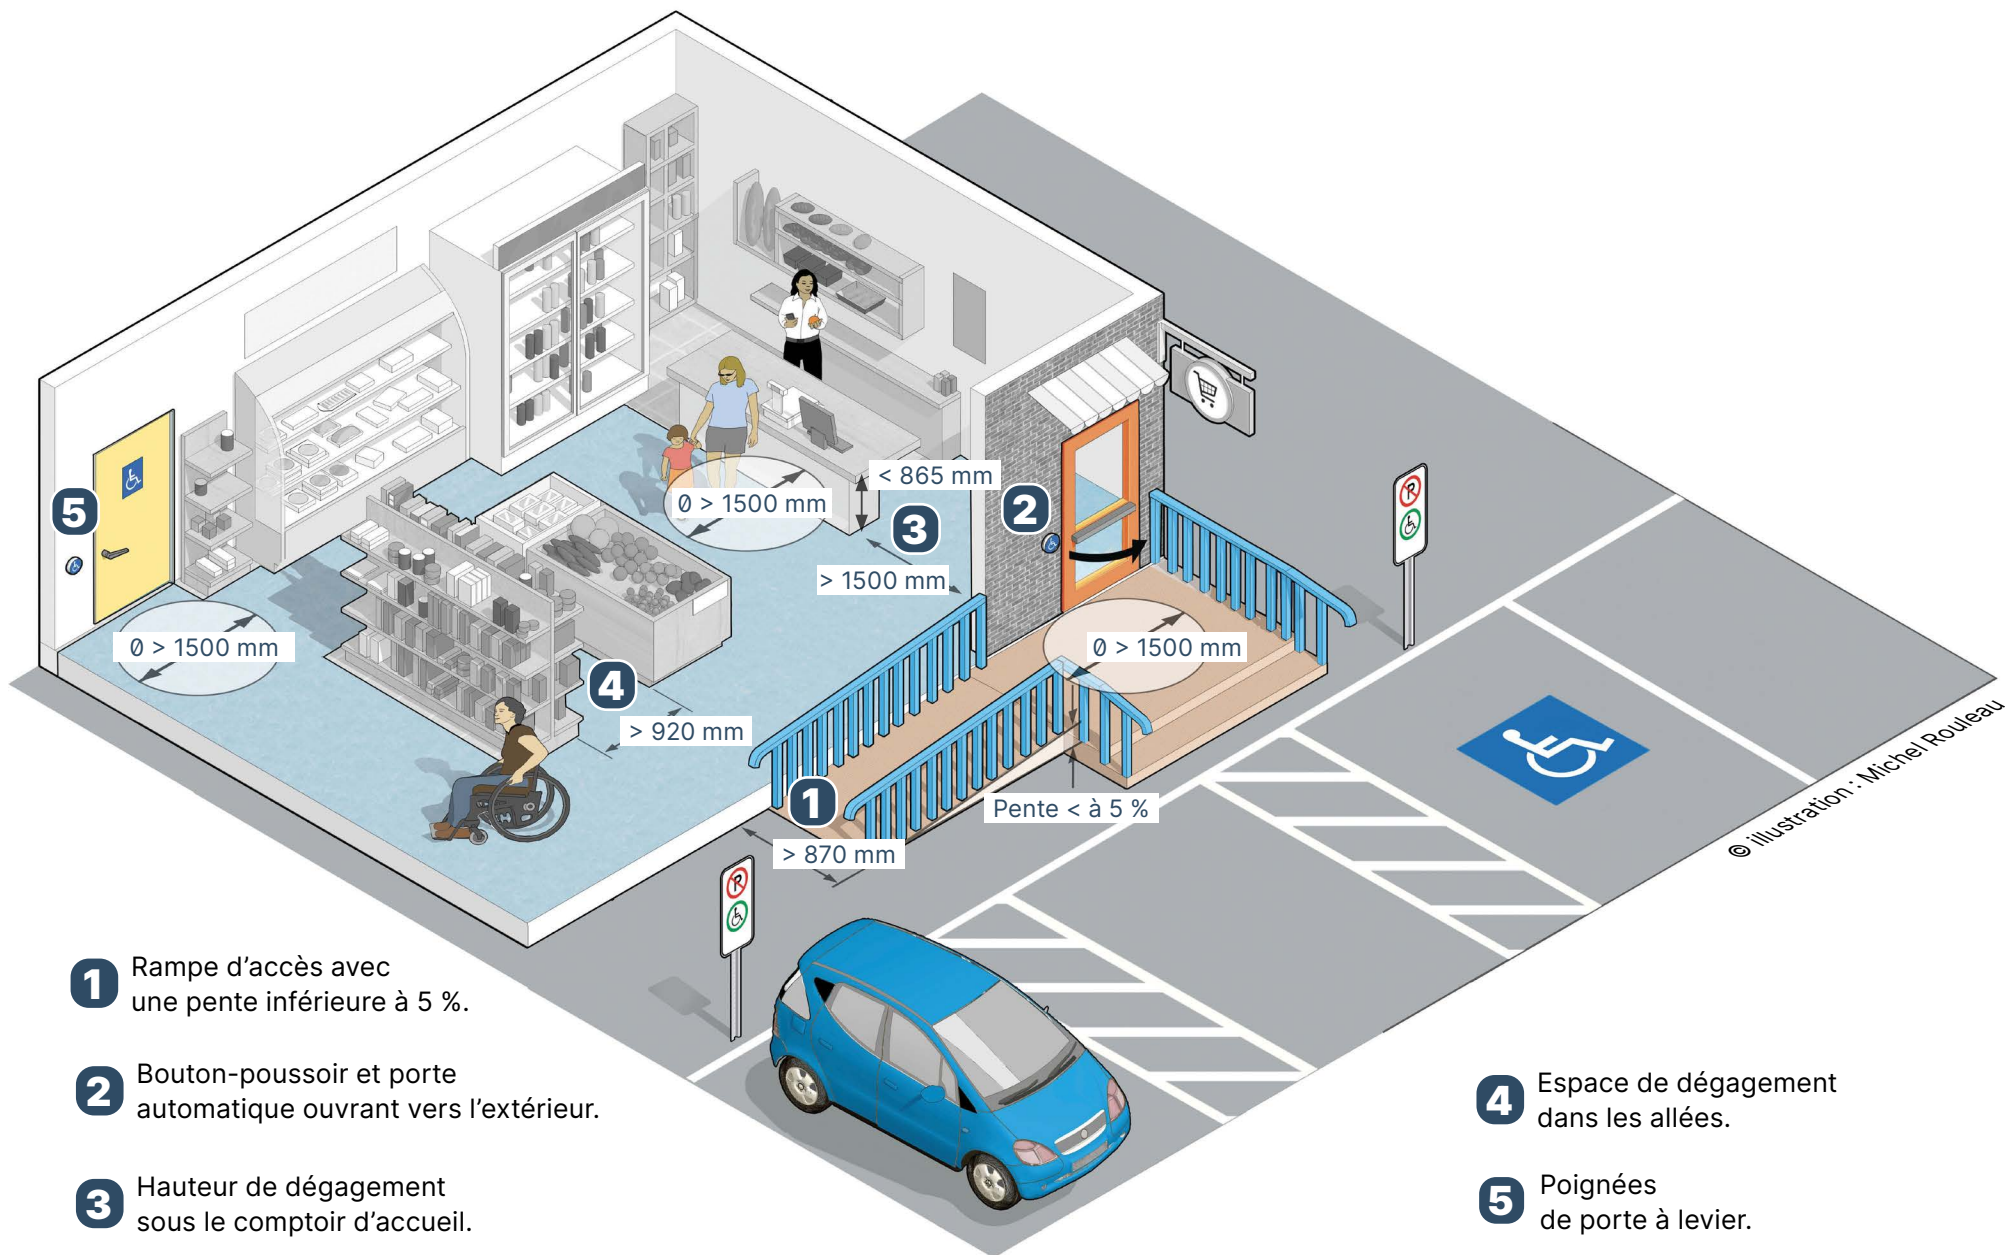 5
Ø > 1500 mm
Ø > 1500 mm
< 865 mm
3
> 1500 mm
2
Ø > 1500 mm
4
> 920 mm
1
> 870 mm
Pente < à 5 %
P
P
© illustration : Michel Rouleau
1 Rampe d’accès avec
une pente inférieure à 5 %.
2 Bouton-poussoir et porte
automatique ouvrant vers l’extérieur.
3 Hauteur de dégagement
sous le comptoir d’accueil.
4 Espace de dégagement
dans les allées.
5 Poignées
de porte à levier.